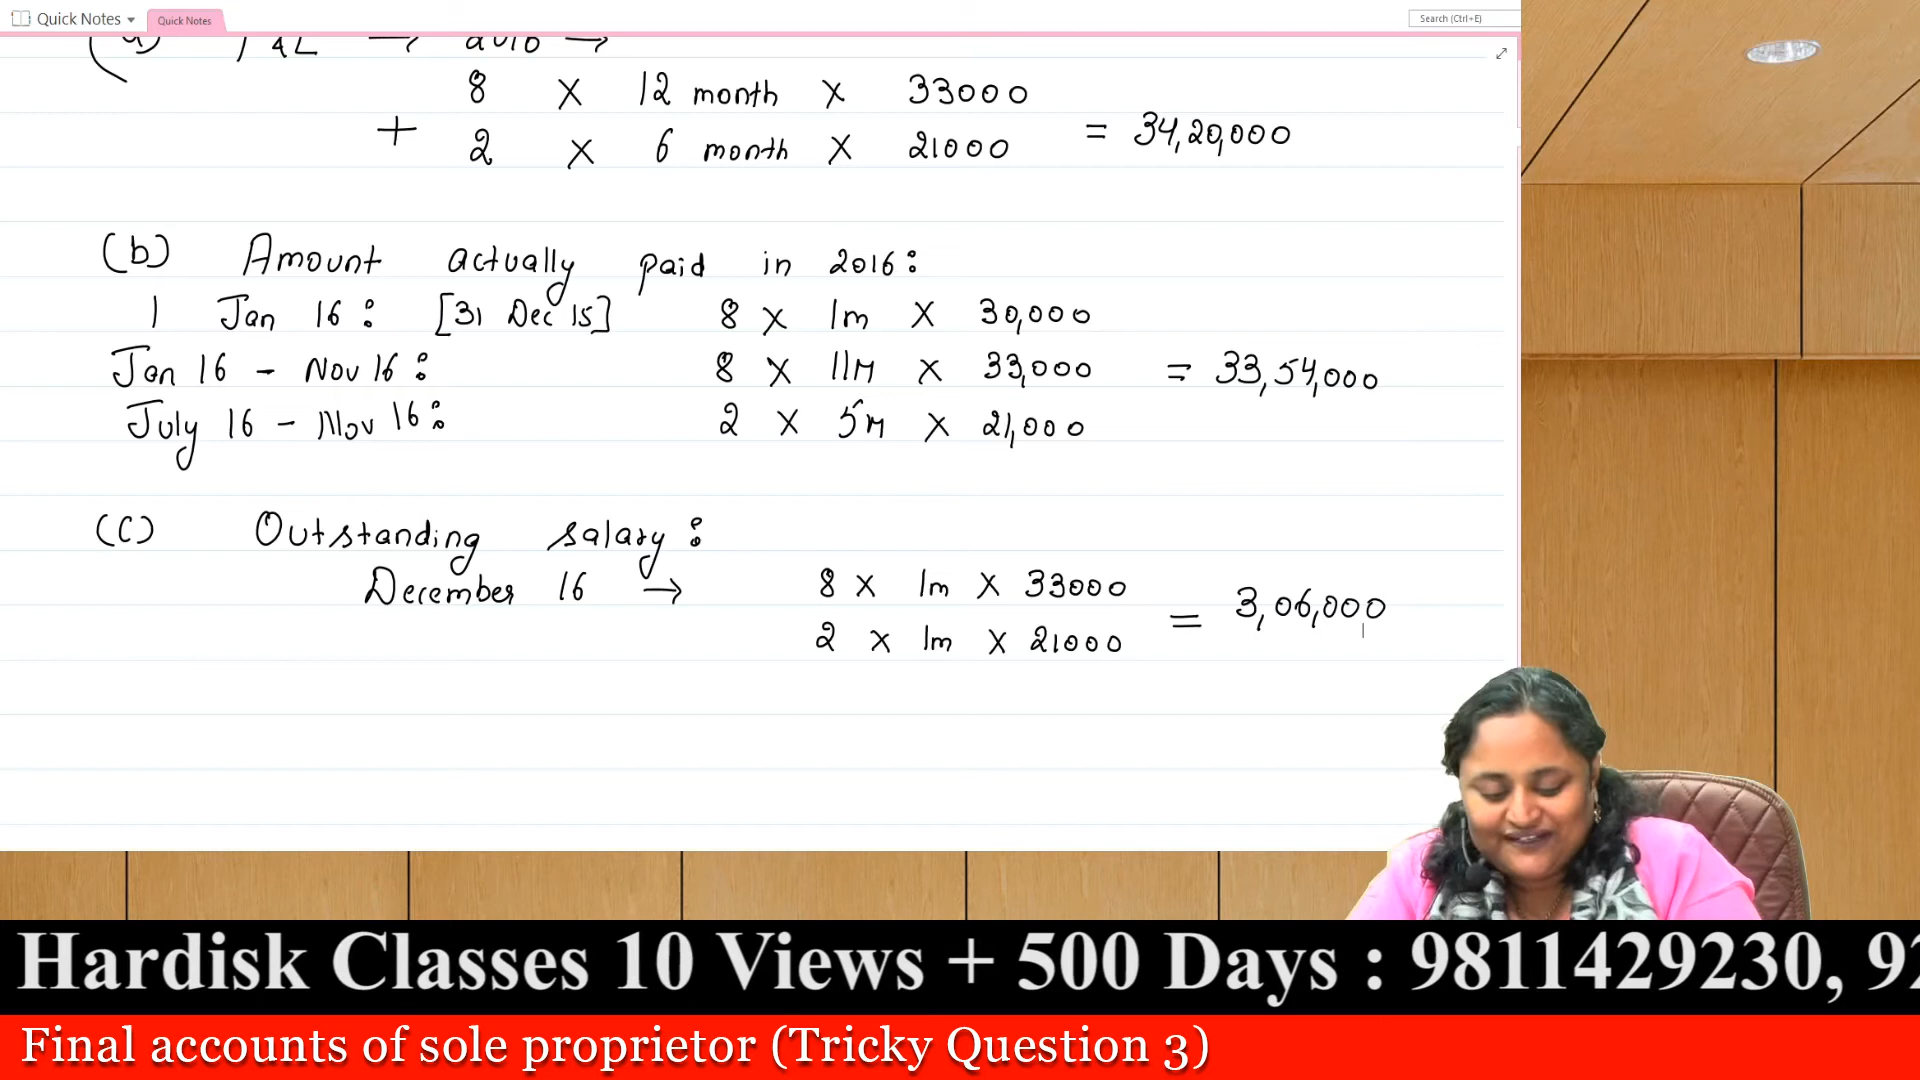 Quick Notes
Quick Notes
Search (Ctrl+E)
(a) P&L → 2016 →
8 X 12 month X 33000
+ 2 X 6 month X 21000 = 34,20,000
(b) Amount actually paid in 2016:
1 Jan 16: [31 Dec 15] 8 X 1m X 30,000
Jan 16 - Nov 16: 8 X 11M X 33,000 = 33,54,000
July 16 - Nov 16: 2 X 5M X 21,000
(C) Outstanding salary:
December 16 → 8 X 1m X 33000
2 X 1m X 21000 = 3,06,000
Hardisk Classes 10 Views + 500 Days : 9811429230, 92
Final accounts of sole proprietor (Tricky Question 3)